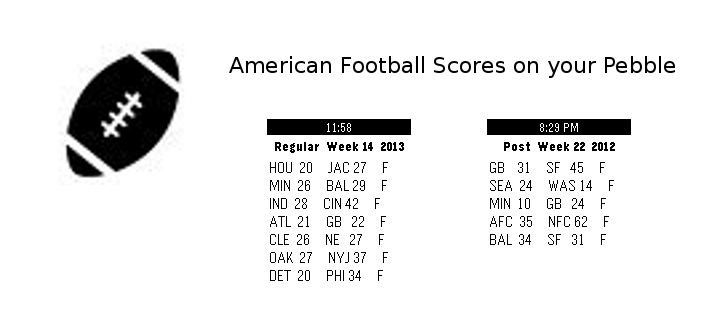 American Football Scores on your Pebble
11:58
Regular Week 14 2013
HOU 20 JAC 27 F
MIN 26 BAL 29 F
IND 28 CIN 42 F
ATL 21 GB 22 F
CLE 26 NE 27 F
OAK 27 NYJ 37 F
DET 20 PHI 34 F
8:29 PM
Post Week 22 2012
GB 31 SF 45 F
SEA 24 WAS 14 F
MIN 10 GB 24 F
AFC 35 NFC 62 F
BAL 34 SF 31 F